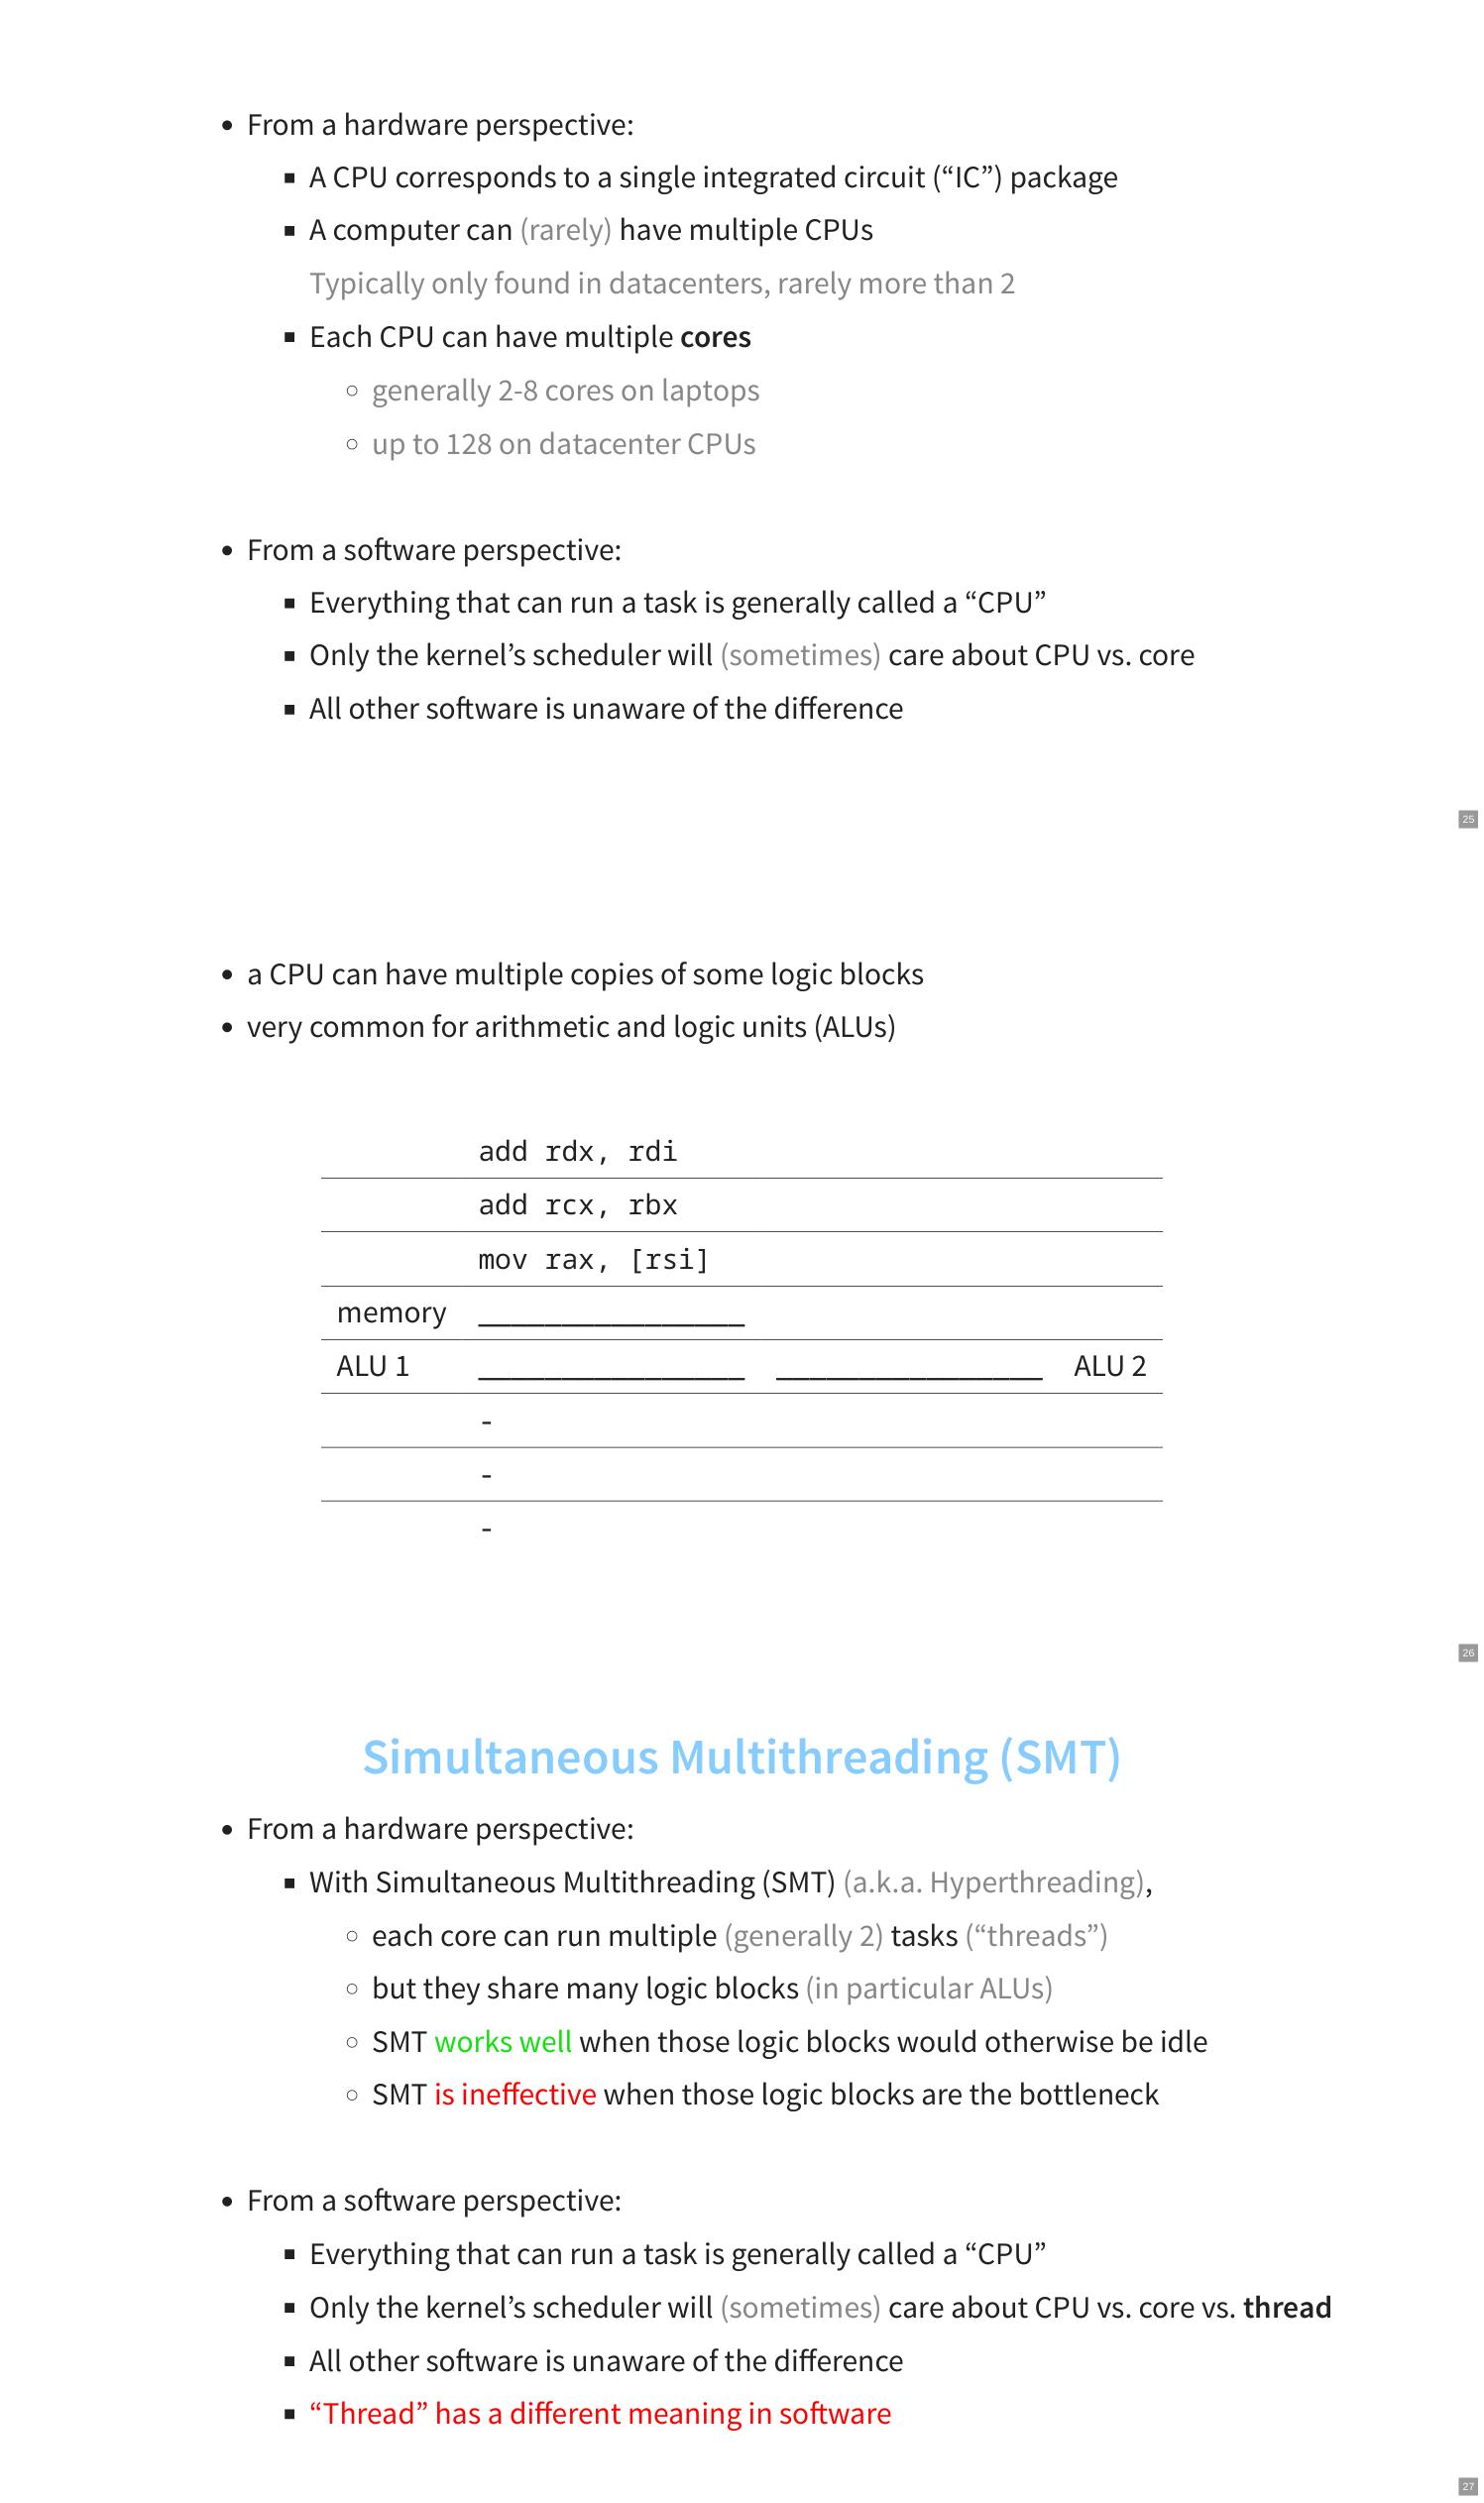 • From a hardware perspective:
▪ A CPU corresponds to a single integrated circuit (“IC”) package
▪ A computer can (rarely) have multiple CPUs
Typically only found in datacenters, rarely more than 2
▪ Each CPU can have multiple cores
◦ generally 2-8 cores on laptops
◦ up to 128 on datacenter CPUs
• From a software perspective:
▪ Everything that can run a task is generally called a “CPU”
▪ Only the kernel’s scheduler will (sometimes) care about CPU vs. core
▪ All other software is unaware of the difference
25
• a CPU can have multiple copies of some logic blocks
• very common for arithmetic and logic units (ALUs)
add rdx, rdi
add rcx, rbx
mov rax, [rsi]
memory ________________
ALU 1 ________________ ________________ ALU 2
-
-
-
26
Simultaneous Multithreading (SMT)
• From a hardware perspective:
▪ With Simultaneous Multithreading (SMT) (a.k.a. Hyperthreading),
◦ each core can run multiple (generally 2) tasks (“threads”)
◦ but they share many logic blocks (in particular ALUs)
◦ SMT works well when those logic blocks would otherwise be idle
◦ SMT is ineffective when those logic blocks are the bottleneck
• From a software perspective:
▪ Everything that can run a task is generally called a “CPU”
▪ Only the kernel’s scheduler will (sometimes) care about CPU vs. core vs. thread
▪ All other software is unaware of the difference
▪ “Thread” has a different meaning in software
27